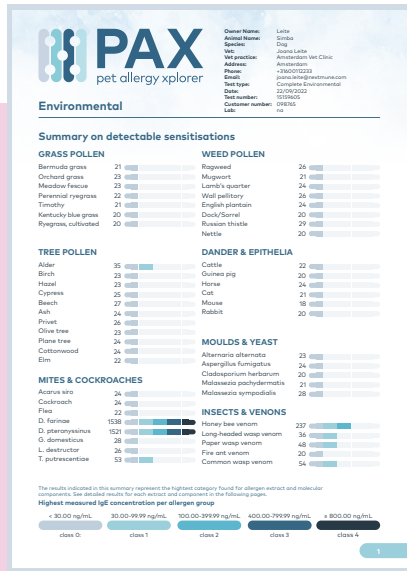 PAX
pet allergy xplorer
Environmental
Owner Name: Leite
Animal Name: Simba
Species: Dog
Vet: Joana Leite
Vet practice: Amsterdam Vet Clinic
Address: Amsterdam
Phone: +31600112233
Email: joana.leite@nextmune.com
Test type: Complete Environmental
Date: 22/09/2022
Test number: 15159605
Customer number: 098765
Lab: na
Summary on detectable sensitisations
GRASS POLLEN
Bermuda grass 21
Orchard grass 23
Meadow fescue 23
Perennial ryegrass 22
Timothy 21
Kentucky blue grass 20
Ryegrass, cultivated 20
WEED POLLEN
Ragweed 26
Mugwort 21
Lamb's quarter 24
Wall pellitory 26
English plantain 24
Dock/Sorrel 20
Russian thistle 29
Nettle 20
TREE POLLEN
Alder 35
Birch 23
Hazel 23
Cypress 25
Beech 27
Ash 24
Privet 26
Olive tree 23
Plane tree 24
Cottonwood 24
Elm 22
DANDER & EPITHELIA
Cattle 22
Guinea pig 20
Horse 24
Cat 21
Mouse 18
Rabbit 20
MOULDS & YEAST
Alternaria alternata 23
Aspergillus fumigatus 24
Cladosporium herbarum 20
Malassezia pachydermatis 21
Malassezia sympodialis 28
MITES & COCKROACHES
Acarus siro 24
Cockroach 24
Flea 22
D. farinae 1538
D. pteronyssinus 1521
G. domesticus 28
L. destructor 26
T. putrescentiae 53
INSECTS & VENONS
Honey bee venom 237
Long-headed wasp venom 36
Paper wasp venom 48
Fire ant venom 20
Common wasp venom 54
The results indicated in this summary represent the hightest category found for allergen extract and molecular
components. See detailed results for each extract and component in the following pages.
Highest measured IgE concentration per allergen group
< 30.00 ng/mL 30.00-99.99 ng/mL 100.00-399.99 ng/mL 400.00-799.99 ng/mL ≥ 800.00 ng/mL
class 0: class 1 class 2 class 3 class 4
1